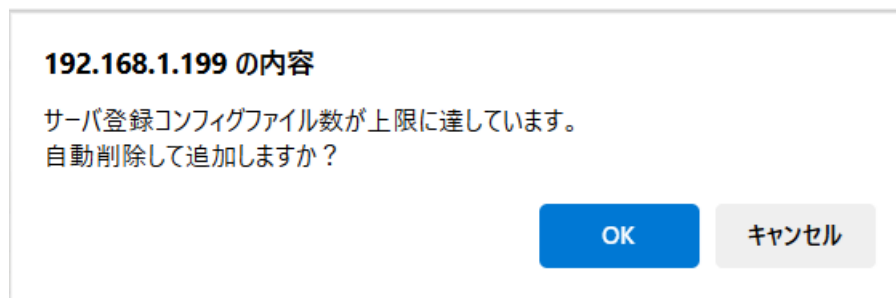 192.168.1.199 の内容
サーバ登録コンフィグファイル数が上限に達しています。
自動削除して追加しますか？
OK
キャンセル